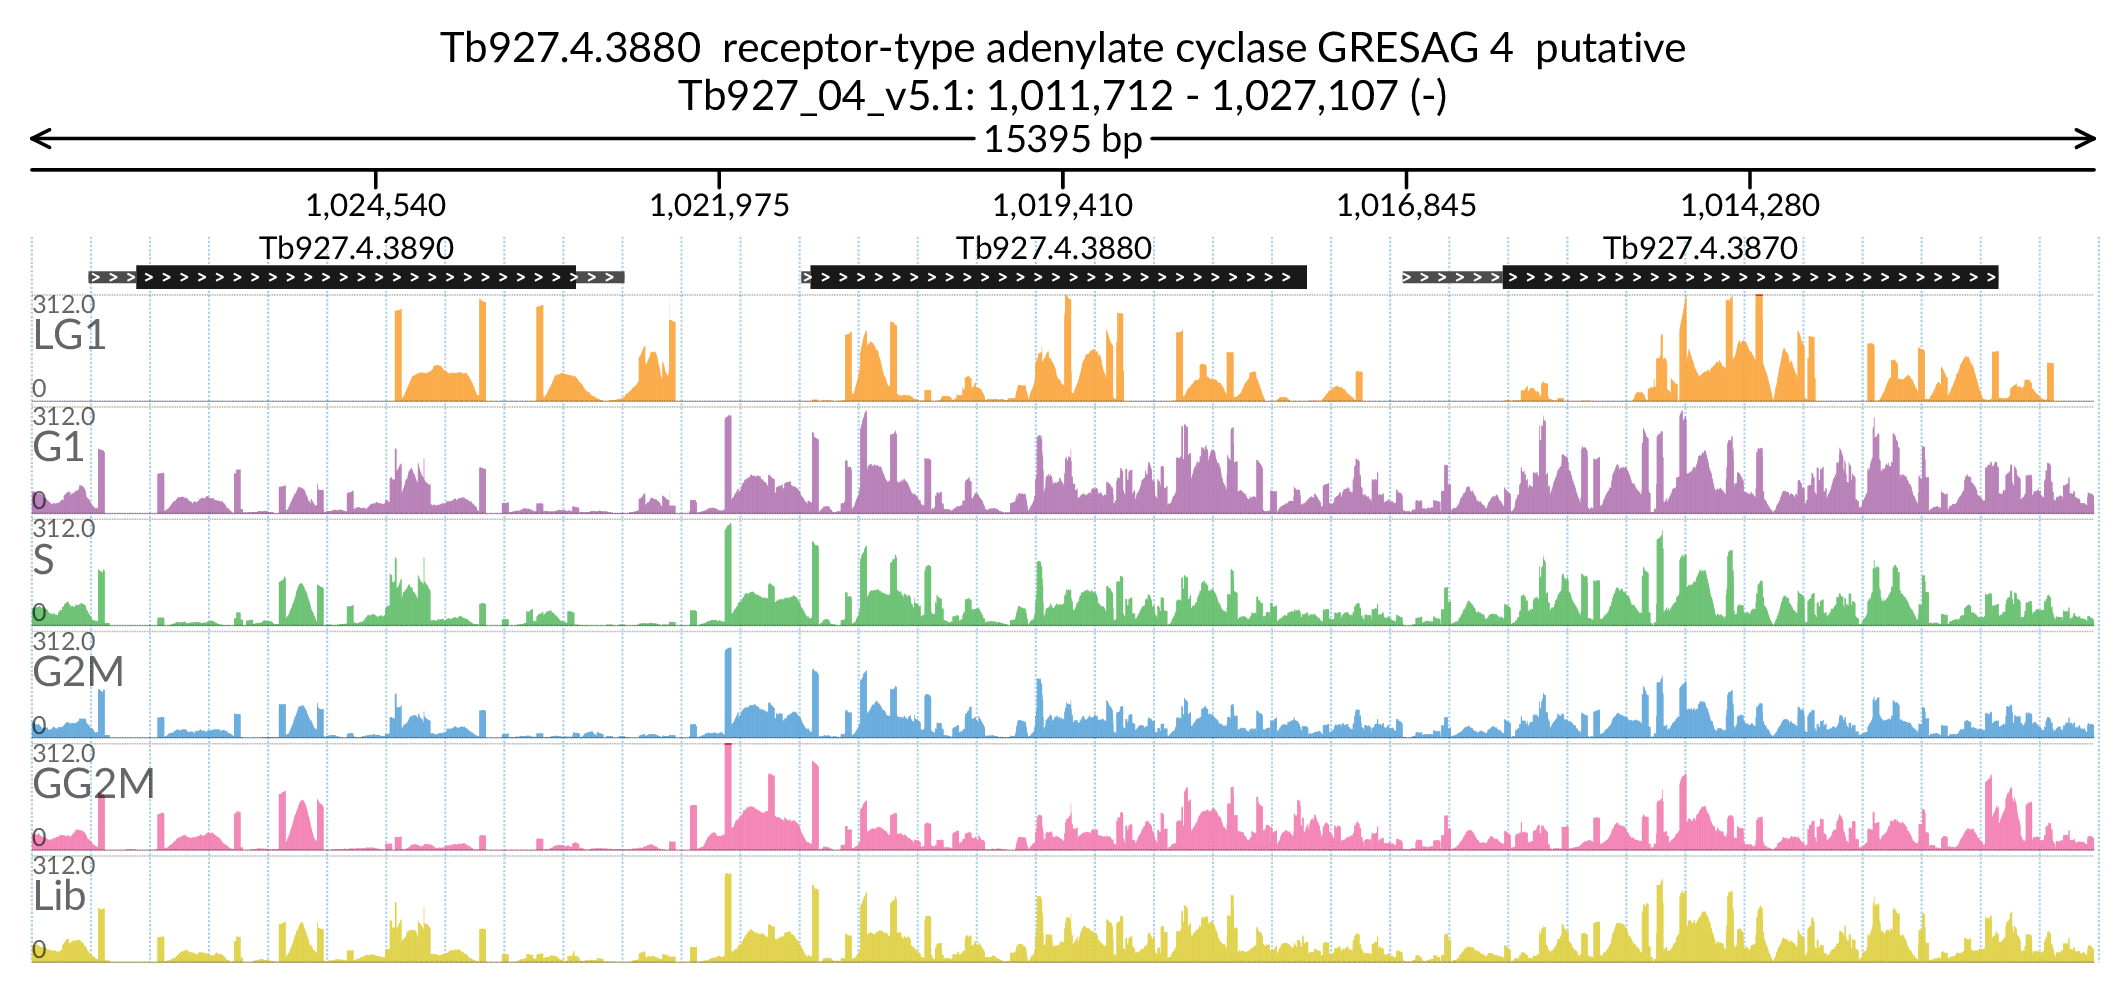 Tb927.4.3880  receptor-type adenylate cyclase GRESAG 4  putative
Tb927_04_v5.1: 1,011,712 - 1,027,107 (-)
15395 bp
1,024,540 1,021,975 1,019,410 1,016,845 1,014,280
Tb927.4.3890 Tb927.4.3880 Tb927.4.3870
312.0
LG1
0
312.0
G1
0
312.0
S
0
312.0
G2M
0
312.0
GG2M
0
312.0
Lib
0